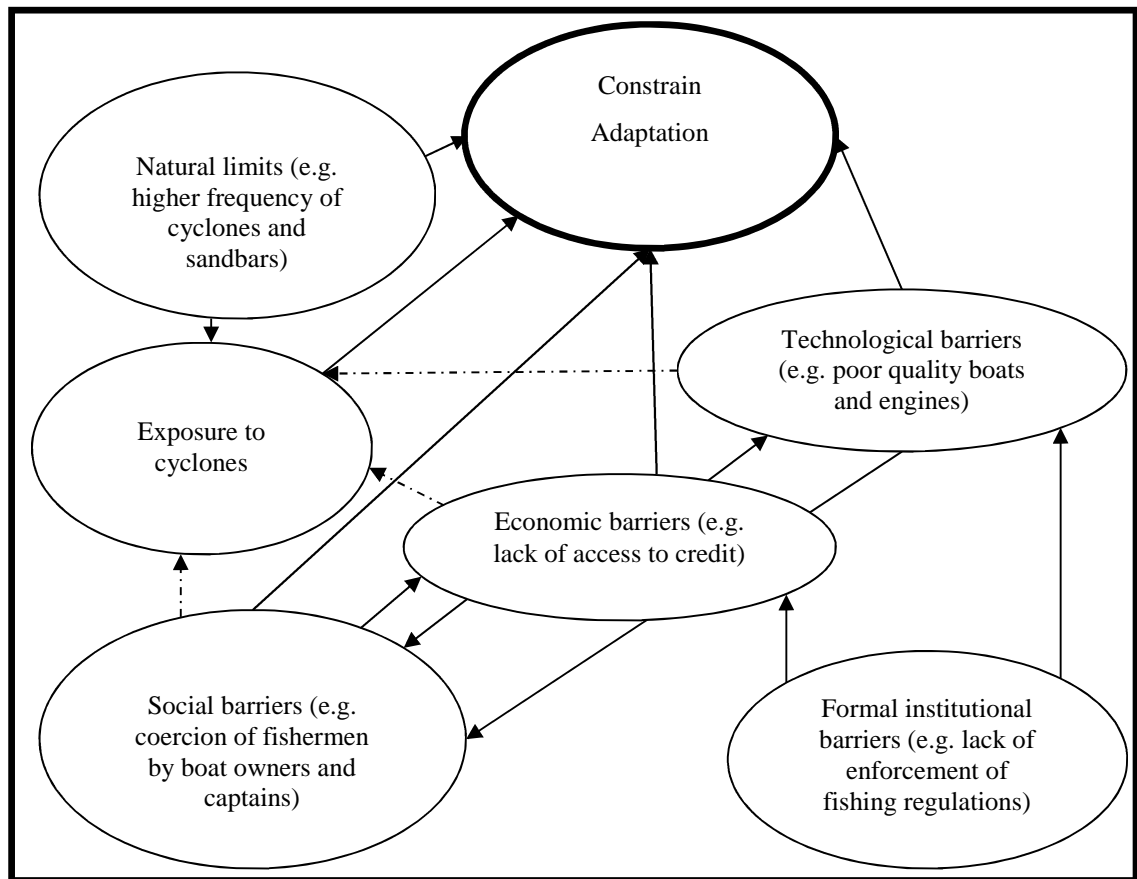 Constrain
Adaptation
Natural limits (e.g.
higher frequency of
cyclones and
sandbars)
Technological barriers
(e.g. poor quality boats
and engines)
Exposure to
cyclones
Economic barriers (e.g.
lack of access to credit)
Social barriers (e.g.
coercion of fishermen
by boat owners and
captains)
Formal institutional
barriers (e.g. lack of
enforcement of
fishing regulations)